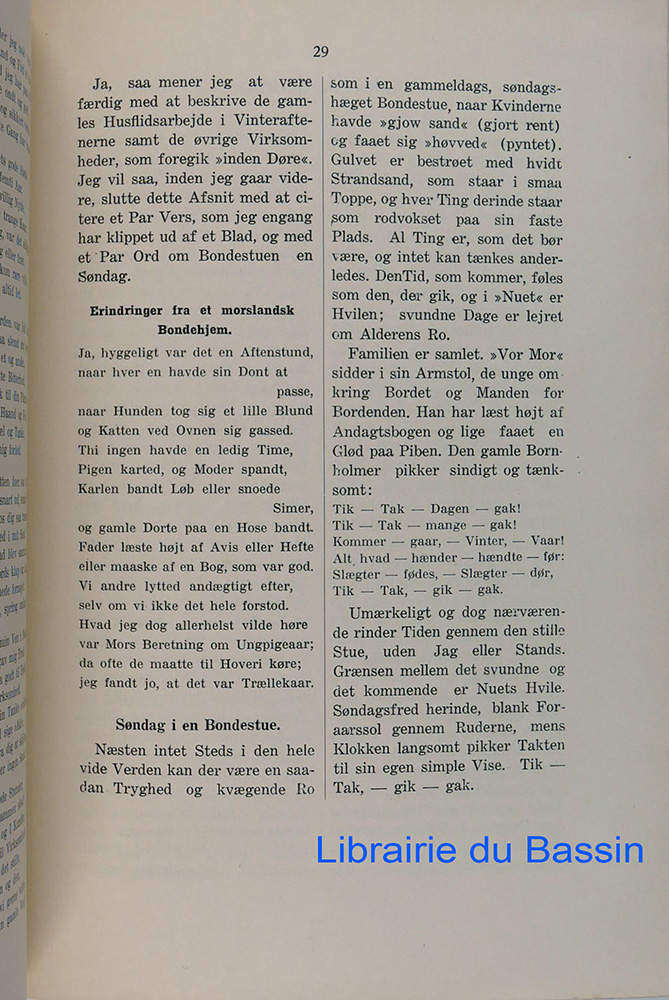 29
Ja, saa mener jeg at være
færdig med at beskrive de gam-
les Husflidsarbejde i Vinterafte-
nerne samt de øvrige Virksom-
heder, som foregik »inden Døre«.
Jeg vil saa, inden jeg gaar vide-
re, slutte dette Afsnit med at ci-
tere et Par Vers, som jeg engang
har klippet ud af et Blad, og med
et Par Ord om Bondestuen en
Søndag.
Erindringer fra et morslandsk
Bondehjem.
Ja, hyggeligt var det en Aftenstund,
naar hver en havde sin Dont at
passe,
naar Hunden tog sig et lille Blund
og Katten ved Ovnen sig gassed.
Thi ingen havde en ledig Time,
Pigen karted, og Moder spandt,
Karlen bandt Løb eller snoede
Simer,
og gamle Dorte paa en Hose bandt.
Fader læste højt af Avis eller Hefte
eller maaske af en Bog, som var god.
Vi andre lytted andægtigt efter,
selv om vi ikke det hele forstod.
Hvad jeg dog allerhelst vilde høre
var Mors Beretning om Ungpigeaar;
da ofte de maatte til Hoveri køre;
jeg fandt jo, at det var Trællekaar.
Søndag i en Bondestue.
Næsten intet Steds i den hele
vide Verden kan der være en saa-
dan Tryghed og kvægende Ro
som i en gammeldags, søndags-
hæget Bondestue, naar Kvinderne
havde »gjow sand« (gjort rent)
og faaet sig »høvved« (pyntet).
Gulvet er bestrøet med hvidt
Strandsand, som staar i smaa
Toppe, og hver Ting derinde staar
som rodvokset paa sin faste
Plads. Al Ting er, som det bør
være, og intet kan tænkes ander-
ledes. DenTid, som kommer, føles
som den, der gik, og i »Nuet« er
Hvilen; svundne Dage er lejret
om Alderens Ro.
Familien er samlet. »Vor Mor«
sidder i sin Armstol, de unge om
kring Bordet og Manden for
Bordenden. Han har læst højt af
Andagtsbogen og lige faaet en
Glød paa Piben. Den gamle Born-
holmer pikker sindigt og tænk-
somt:
Tik — Tak — Dagen — gak!
Tik — Tak — mange — gak!
Kommer — gaar, — Vinter, — Vaar!
Alt, hvad — hænder — hændte — før:
Slægter — fødes, — Slægter — dør,
Tik — Tak, — gik — gak.
Umærkeligt og dog nærværen-
de rinder Tiden gennem den stille
Stue, uden Jag eller Stands.
Grænsen mellem det svundne og
det kommende er Nuets Hvile.
Søndagsfred herinde, blank For-
aarssol gennem Ruderne, mens
Klokken langsomt pikker Takten
til sin egen simple Vise. Tik —
Tak, — gik — gak.
Librairie du Bassin